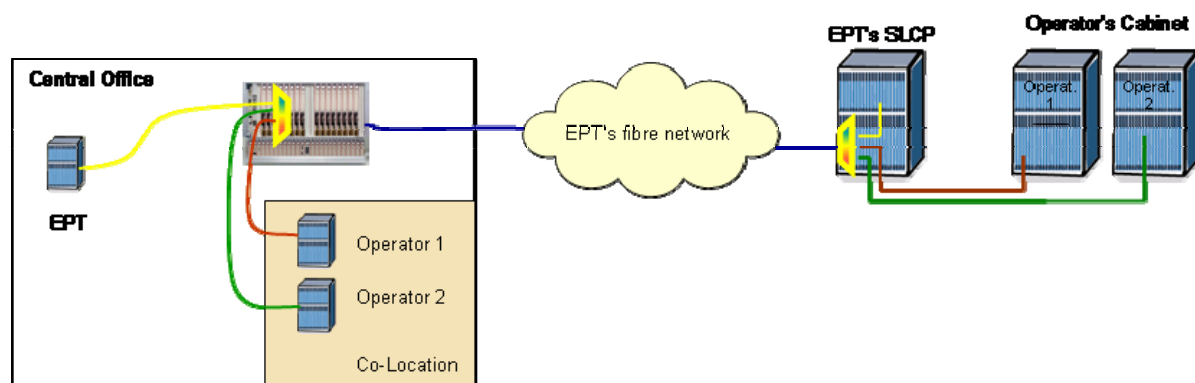 EPT's SLCP
Operator's Cabinet
Central Office
Operat.
1
Operat.
2
EPT's fibre network
EPT
Operator 1
Operator 2
Co-Location